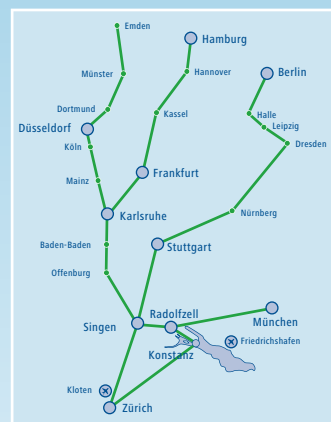 Emden
Hamburg
Münster
Hannover
Berlin
Dortmund
Kassel
Halle
Leipzig
Düsseldorf
Köln
Dresden
Mainz
Frankfurt
Karlsruhe
Nürnberg
Baden-Baden
Stuttgart
Offenburg
Radolfzell
München
Singen
Friedrichshafen
Konstanz
Kloten
Zürich